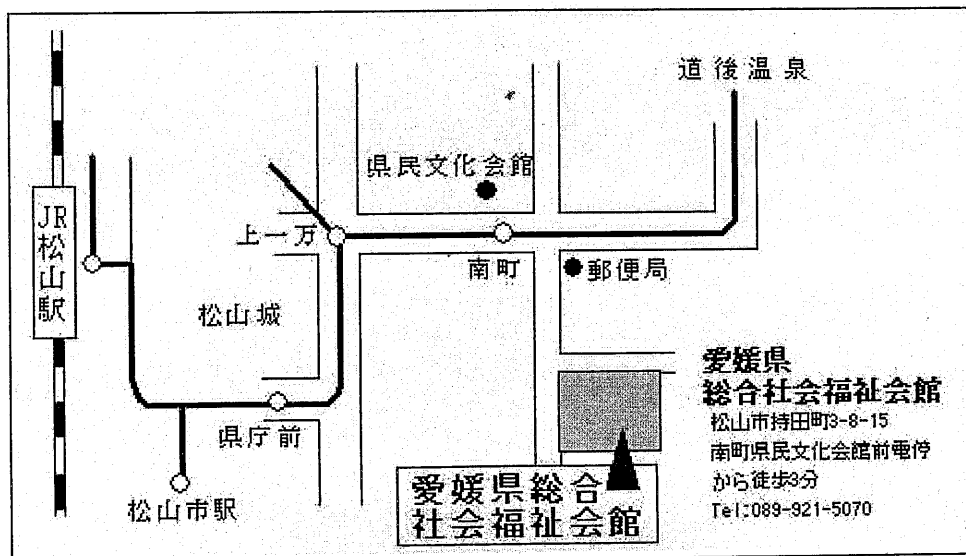 道後温泉
県民文化会館
JR松山駅
上一万
南町
郵便局
松山城
県庁前
松山市駅
愛媛県
総合社会福祉会館
松山市持田町3-8-15
南町県民文化会館前電停
から徒歩3分
Tel:089-921-5070
愛媛県総合
社会福祉会館